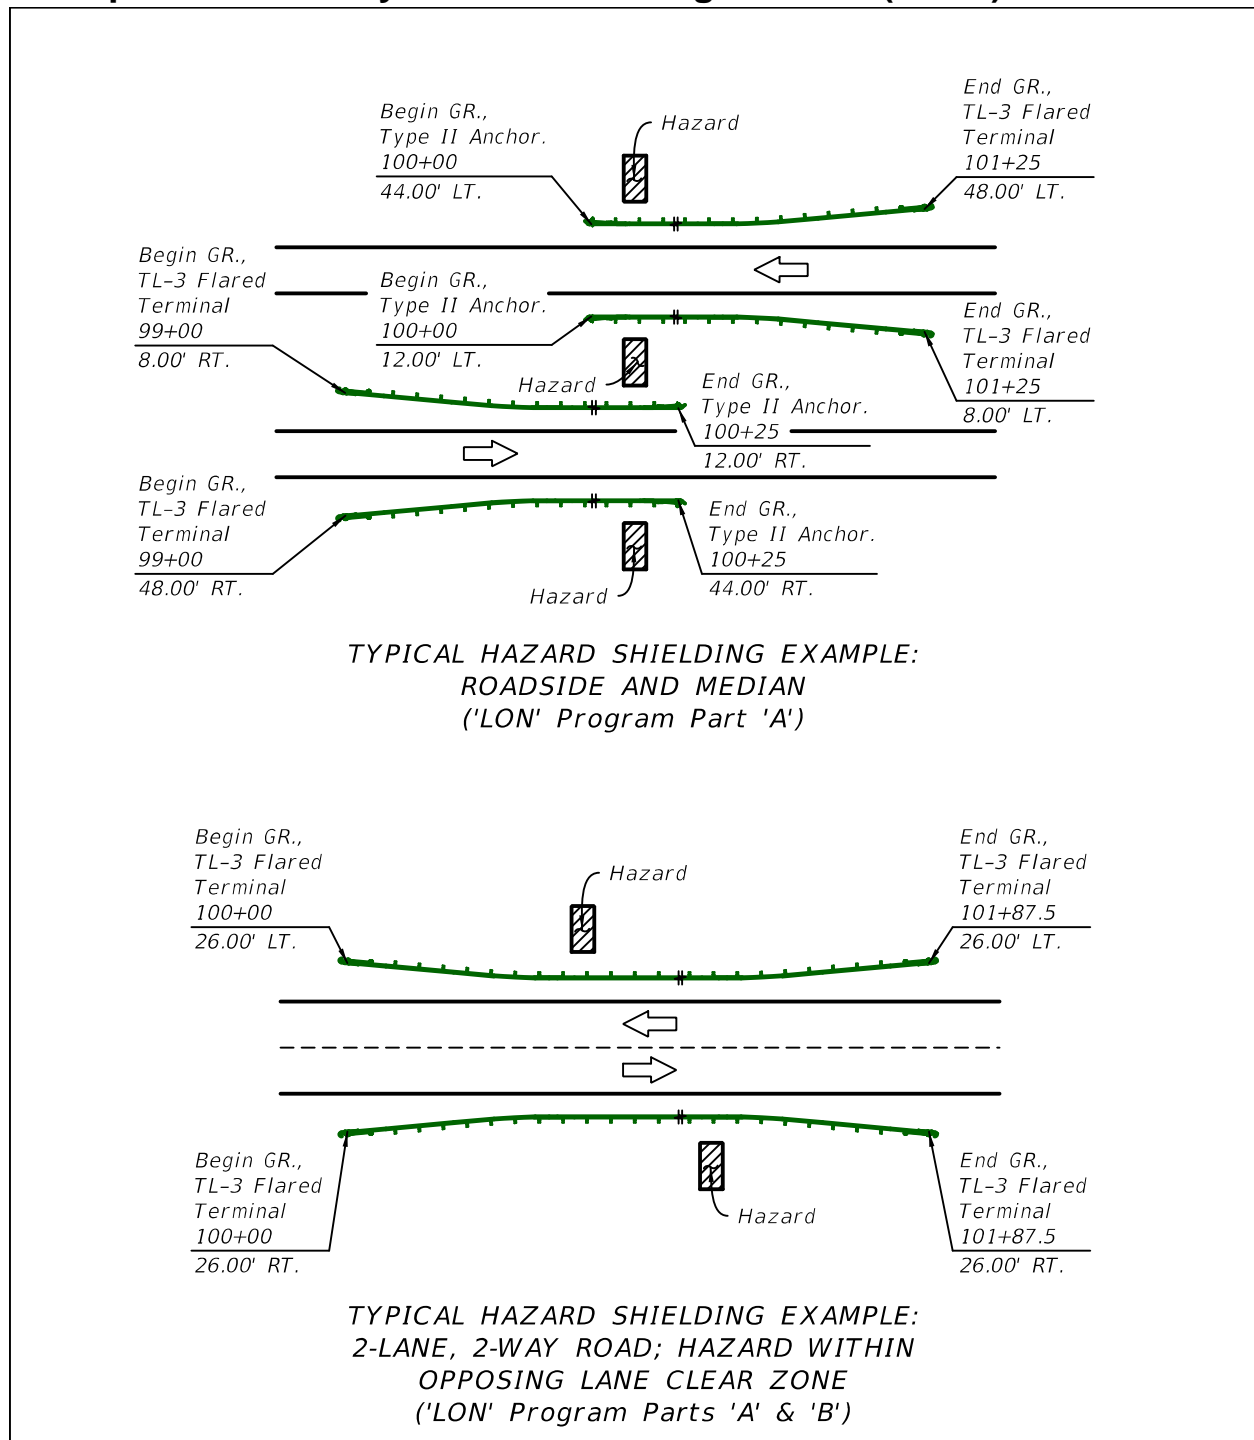 Begin GR.,
Type II Anchor.
100+00
44.00' LT.
Hazard
End GR.,
TL-3 Flared
Terminal
101+25
48.00' LT.
Begin GR.,
TL-3 Flared
Terminal
99+00
8.00' RT.
Begin GR.,
Type II Anchor.
100+00
12.00' LT.
Hazard
End GR.,
TL-3 Flared
Terminal
101+25
8.00' LT.
End GR.,
Type II Anchor.
100+25
12.00' RT.
Begin GR.,
TL-3 Flared
Terminal
99+00
48.00' RT.
End GR.,
Type II Anchor.
100+25
44.00' RT.
Hazard
TYPICAL HAZARD SHIELDING EXAMPLE:
ROADSIDE AND MEDIAN
('LON' Program Part 'A')
Begin GR.,
TL-3 Flared
Terminal
100+00
26.00' LT.
Hazard
End GR.,
TL-3 Flared
Terminal
101+87.5
26.00' LT.
Begin GR.,
TL-3 Flared
Terminal
100+00
26.00' RT.
Hazard
End GR.,
TL-3 Flared
Terminal
101+87.5
26.00' RT.
TYPICAL HAZARD SHIELDING EXAMPLE:
2-LANE, 2-WAY ROAD; HAZARD WITHIN
OPPOSING LANE CLEAR ZONE
('LON' Program Parts 'A' & 'B')